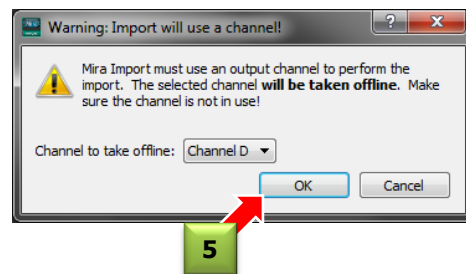 Warning: Import will use a channel!
Mira Import must use an output channel to perform the
import. The selected channel will be taken offline. Make
sure the channel is not in use!
Channel to take offline: Channel D
OK Cancel
5